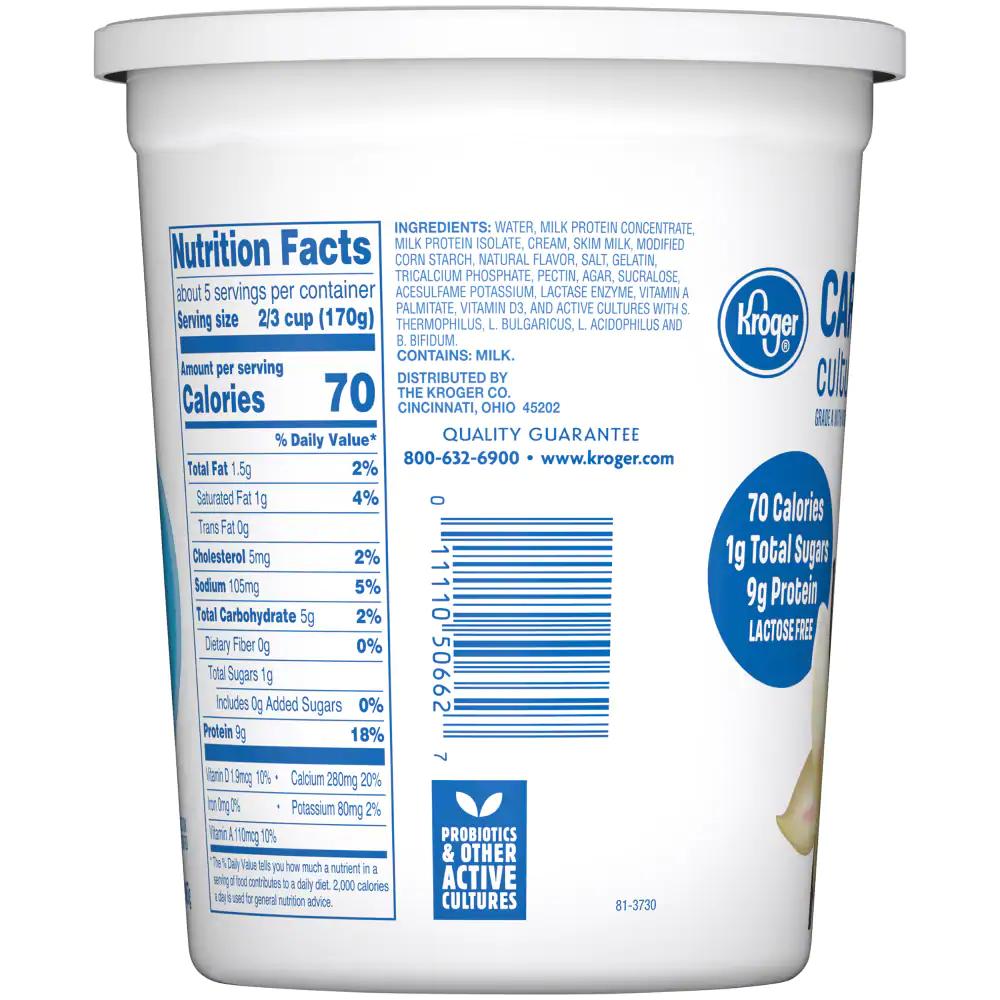 Nutrition Facts
about 5 servings per container
Serving size 2/3 cup (170g)
Amount per serving
Calories 70
% Daily Value*
Total Fat 1.5g 2%
Saturated Fat 1g 4%
Trans Fat 0g
Cholesterol 5mg 2%
Sodium 105mg 5%
Total Carbohydrate 5g 2%
Dietary Fiber 0g 0%
Total Sugars 1g
Includes 0g Added Sugars 0%
Protein 9g 18%
Vitamin D 1.9mcg 10% • Calcium 280mg 20%
Iron 0mg 0% • Potassium 80mg 2%
Vitamin A 110mcg 10%
*The % Daily Value tells you how much a nutrient in a
serving of food contributes to a daily diet. 2,000 calories
a day is used for general nutrition advice.
INGREDIENTS: WATER, MILK PROTEIN CONCENTRATE,
MILK PROTEIN ISOLATE, CREAM, SKIM MILK, MODIFIED
CORN STARCH, NATURAL FLAVOR, SALT, GELATIN,
TRICALCIUM PHOSPHATE, PECTIN, AGAR, SUCRALOSE,
ACESULFAME POTASSIUM, LACTASE ENZYME, VITAMIN A
PALMITATE, VITAMIN D3, AND ACTIVE CULTURES WITH S.
THERMOPHILUS, L. BULGARICUS, L. ACIDOPHILUS AND
B. BIFIDUM.
CONTAINS: MILK.
DISTRIBUTED BY
THE KROGER CO.
CINCINNATI, OHIO 45202
QUALITY GUARANTEE
800-632-6900 • www.kroger.com
0 11110 50662 7
PROBIOTICS
& OTHER
ACTIVE
CULTURES
81-3730
Kroger®
CAR
cultu
GRADE A WITH
70 Calories
1g Total Sugars
9g Protein
LACTOSE FREE